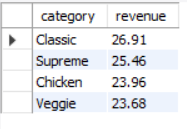 category revenue
Classic 26.91
Supreme 25.46
Chicken 23.96
Veggie 23.68